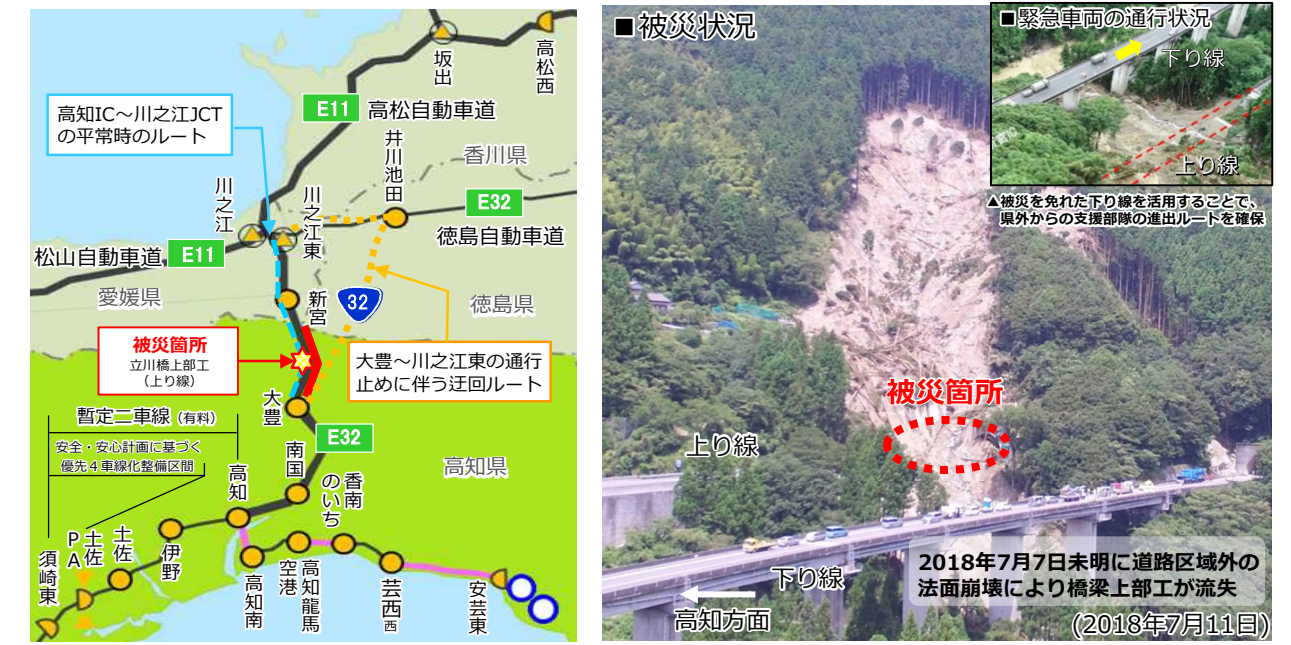 高松西
坂出
E11
高松自動車道
高知IC～川之江JCT
の平常時のルート
井川池田
香川県
川之江
川之江東
E32
徳島自動車道
松山自動車道
E11
愛媛県
新宮
32
徳島県
被災箇所
立川橋上部工
（上り線）
大豊～川之江東の通行
止めに伴う迂回ルート
大豊
暫定二車線（有料）
安全・安心計画に基づく
優先４車線化整備区間
E32
南国
高知県
高知
香南
のいち
須崎東
土佐
PA
土佐
伊野
高知南
高知龍馬
空港
芸西西
安芸東
■被災状況
■緊急車両の通行状況
下り線
上り線
▲被災を免れた下り線を活用することで、
県外からの支援部隊の進出ルートを確保
被災箇所
上り線
下り線
高知方面
2018年7月7日未明に道路区域外の
法面崩壊により橋梁上部工が流失
(2018年7月11日)